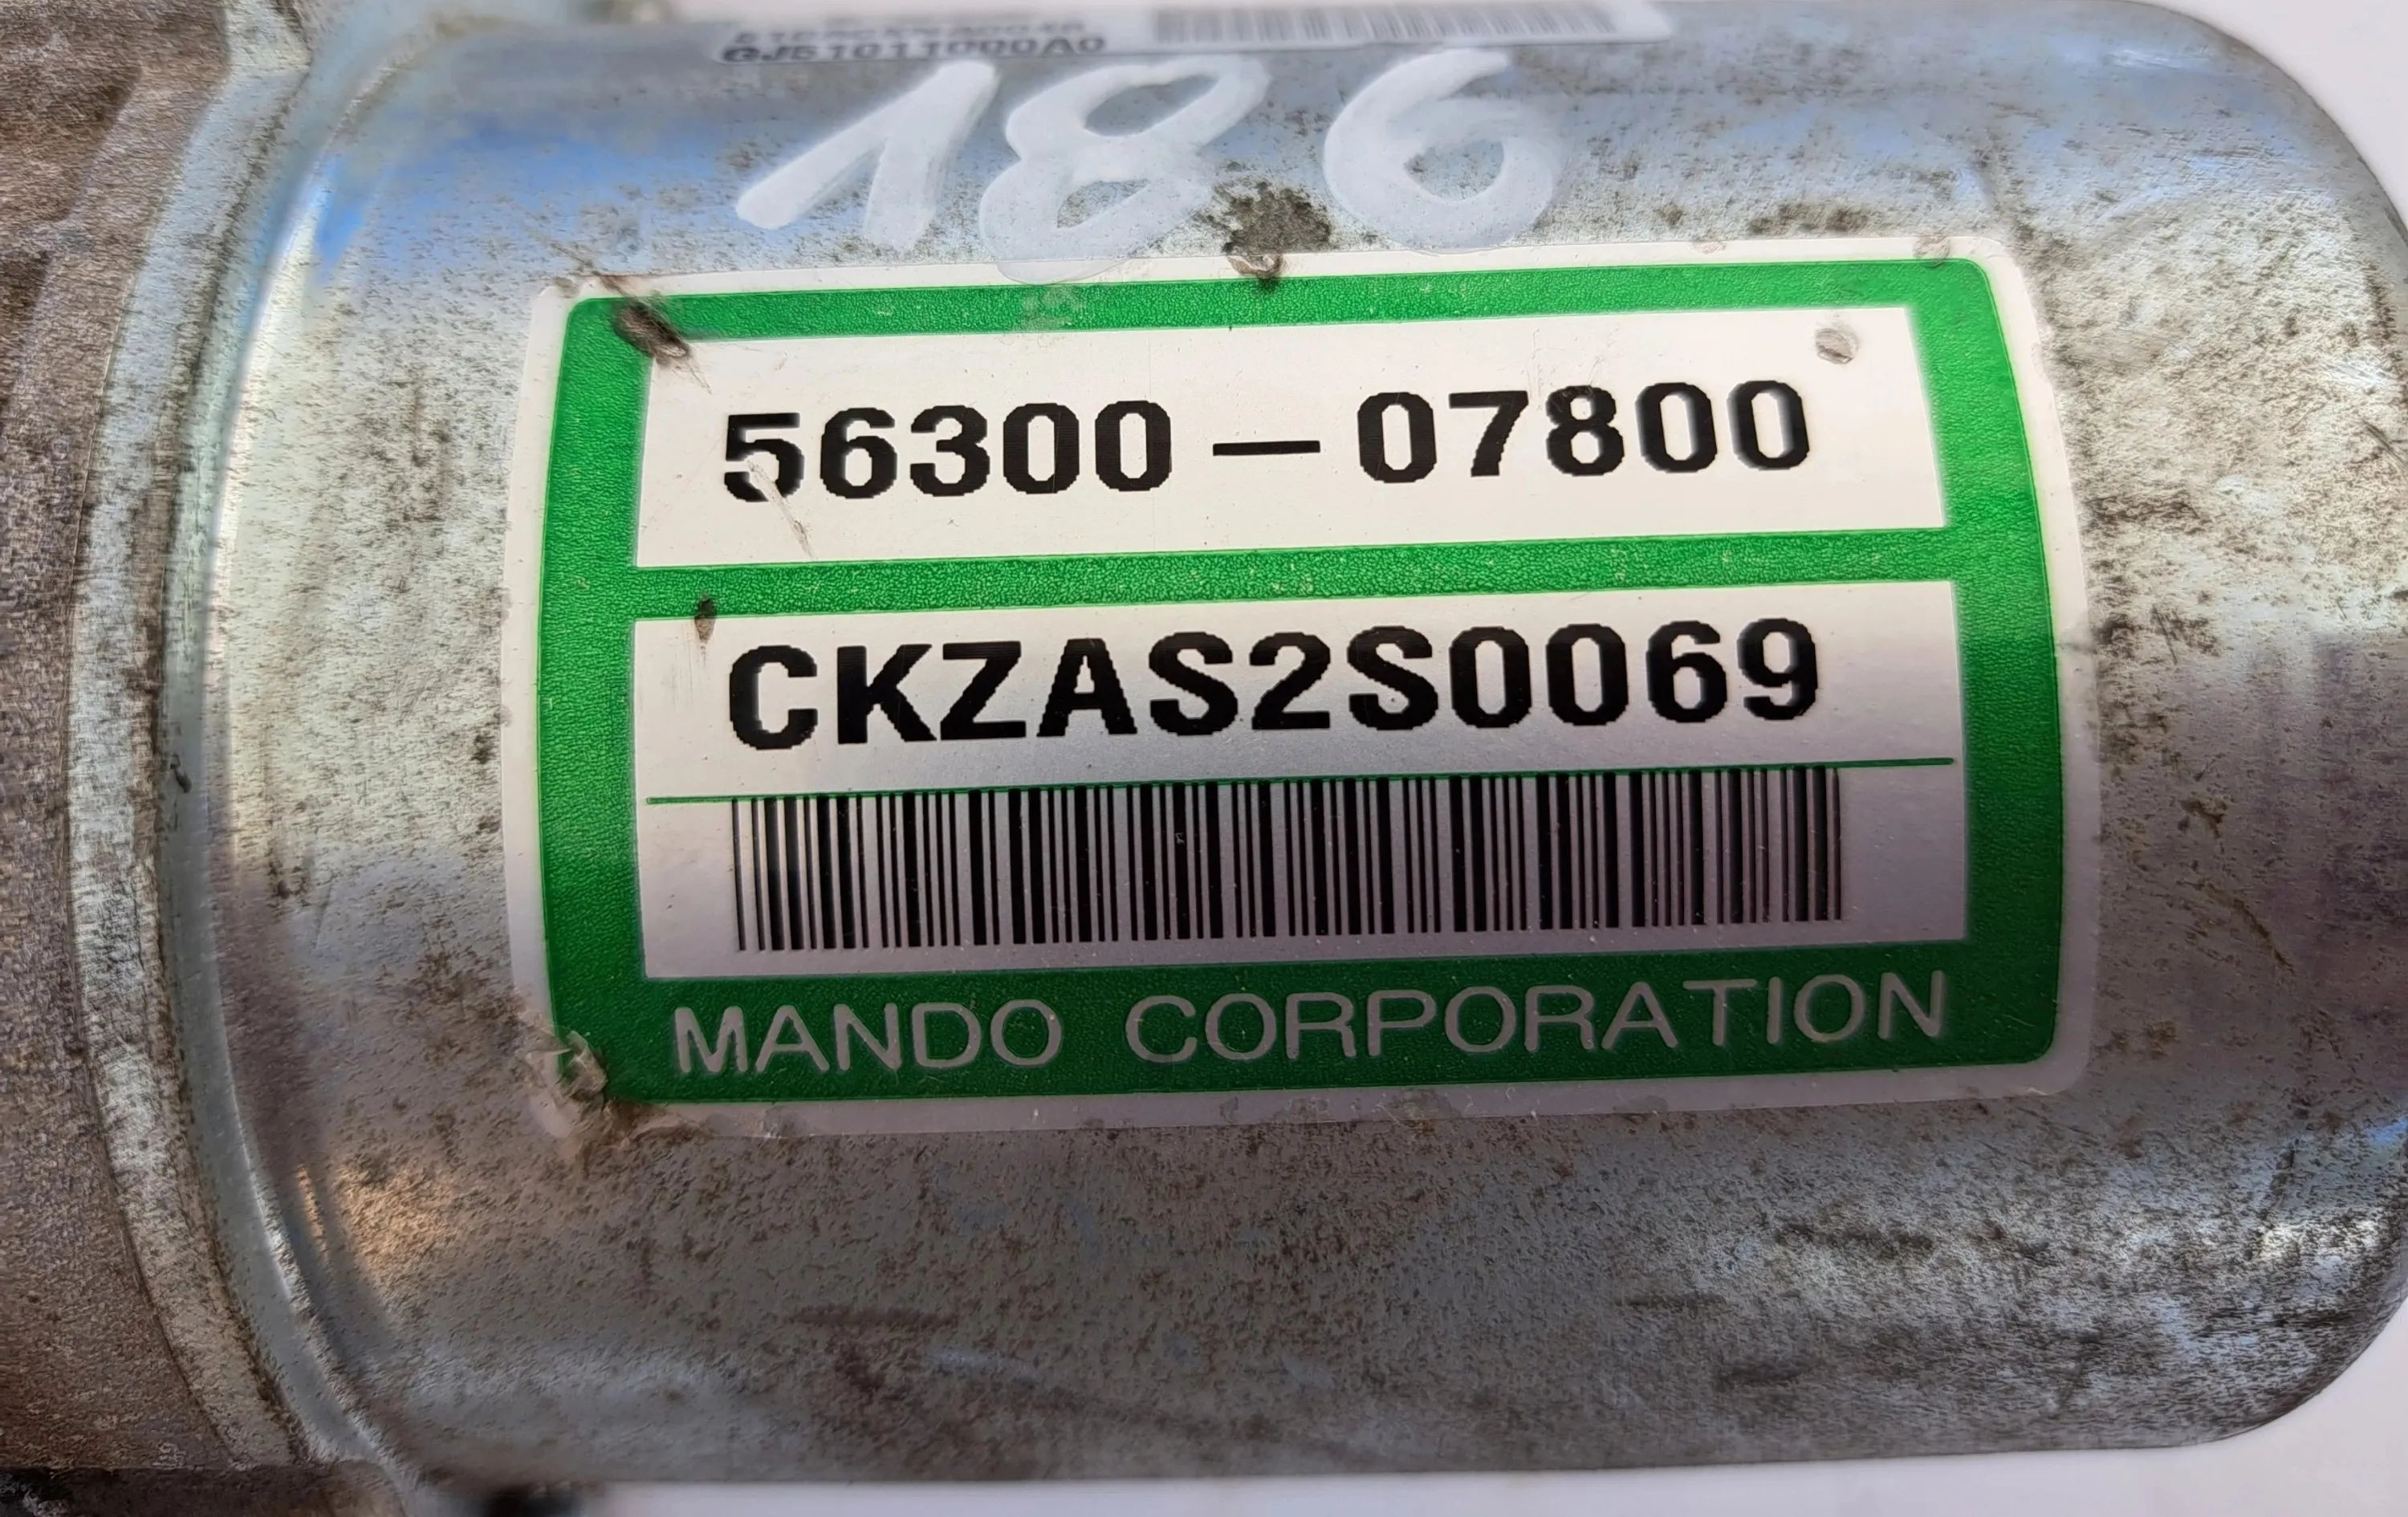 186
56300-07800
CKZAS2S0069
MANDO CORPORATION